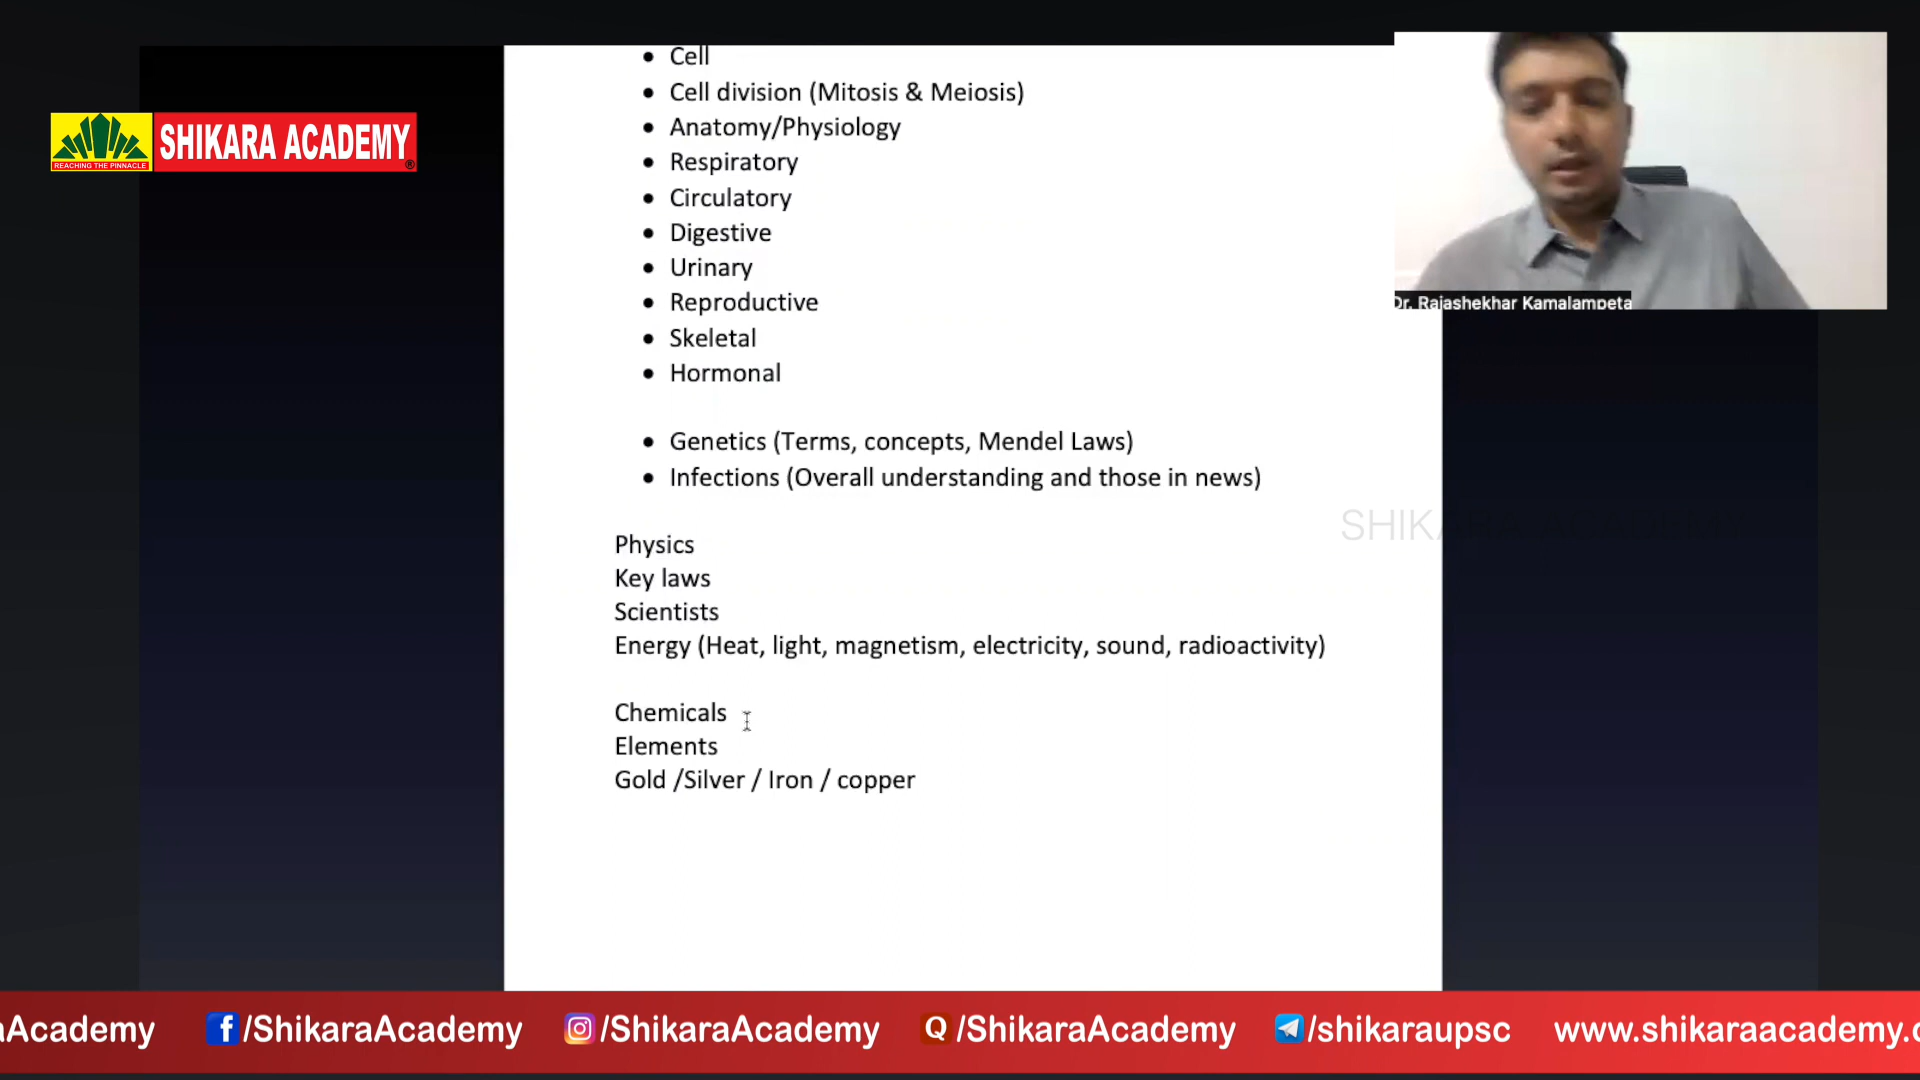 Cell
Cell division (Mitosis & Meiosis)
Anatomy/Physiology
Respiratory
Circulatory
Digestive
Urinary
Reproductive
Skeletal
Hormonal
Genetics (Terms, concepts, Mendel Laws)
Infections (Overall understanding and those in news)
Physics
Key laws
Scientists
Energy (Heat, light, magnetism, electricity, sound, radioactivity)
Chemicals
Elements
Gold /Silver / Iron / copper
SHIKARA ACADEMY
REACHING THE PINNACLE
Dr. Rajashekhar Kamalampeta
SHIK
aAcademy /ShikaraAcademy /ShikaraAcademy /ShikaraAcademy /shikaraupsc www.shikaraacademy.c